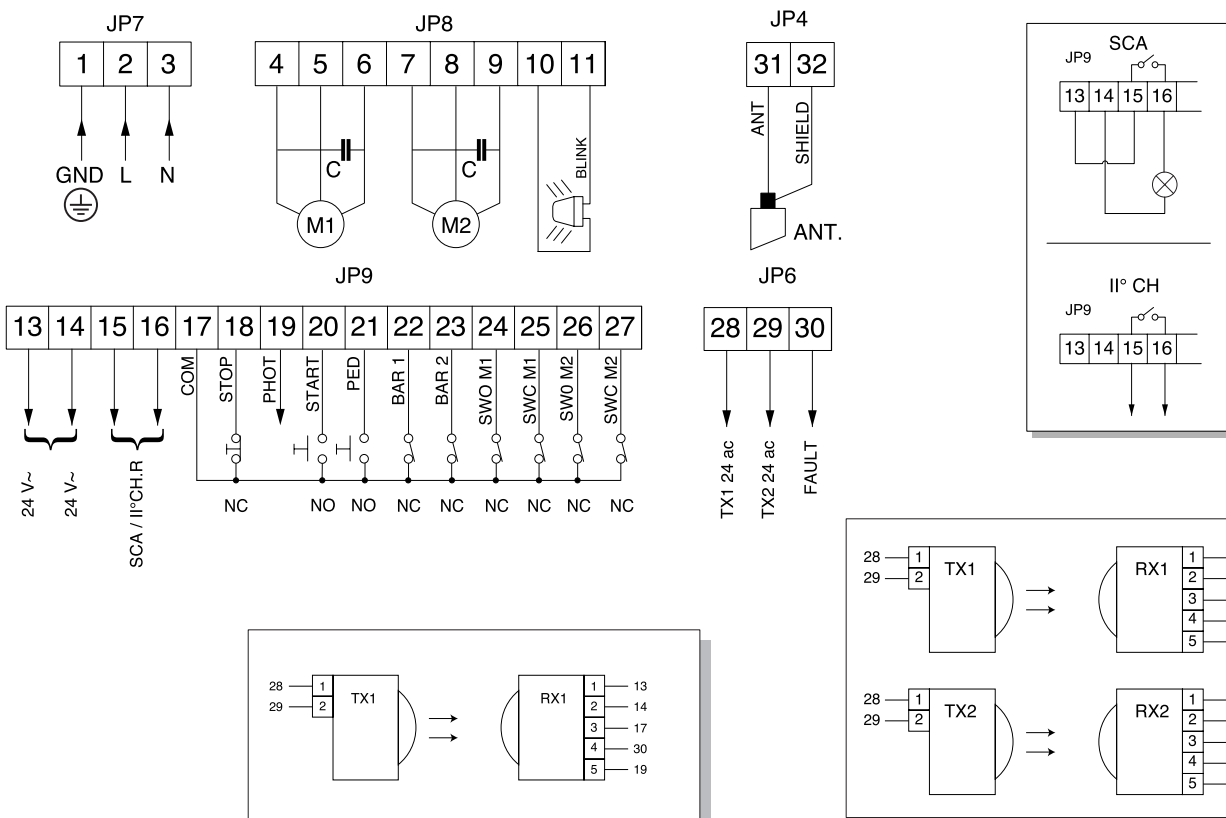 JP7
1 2 3
GND L N
JP8
4 5 6 7 8 9 10 11
C
M1
C
M2
BLINK
JP4
31 32
ANT
SHIELD
ANT.
JP9
13 14 15 16 17 18 19 20 21 22 23 24 25 26 27
24 V~
24 V~
SCA / II°CH.R
COM
STOP
PHOT
START
PED
BAR 1
BAR 2
SWO M1
SWC M1
SW0 M2
SWC M2
NC NO NO NC NC NC NC NC NC
JP6
28 29 30
TX1 24 ac
TX2 24 ac
FAULT
SCA
JP9
13 14 15 16
II° CH
JP9
13 14 15 16
28 1
29 2
TX1
RX1
1 13
2 14
3 17
4 30
5 19
28 1
29 2
TX1
RX1
1
2
3
4
5
28 1
29 2
TX2
RX2
1
2
3
4
5